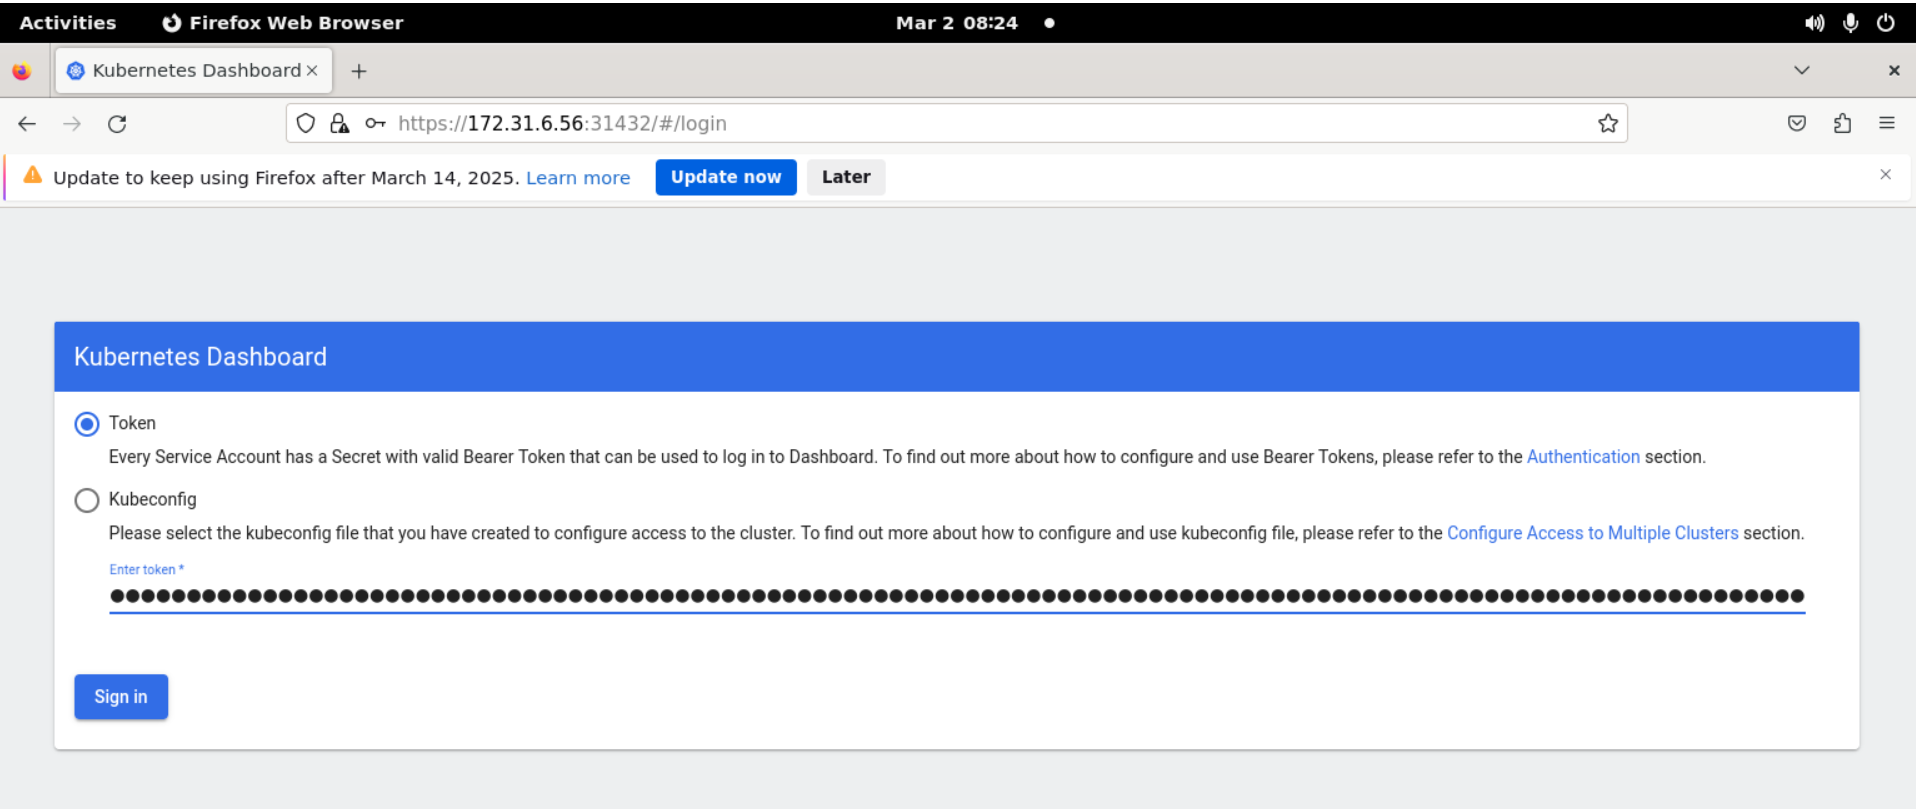 Activities Firefox Web Browser Mar 2 08:24
Kubernetes Dashboard
https://172.31.6.56:31432/#/login
Update to keep using Firefox after March 14, 2025. Learn more Update now Later
Kubernetes Dashboard
Token
Every Service Account has a Secret with valid Bearer Token that can be used to log in to Dashboard. To find out more about how to configure and use Bearer Tokens, please refer to the Authentication section.
Kubeconfig
Please select the kubeconfig file that you have created to configure access to the cluster. To find out more about how to configure and use kubeconfig file, please refer to the Configure Access to Multiple Clusters section.
Enter token *
Sign in